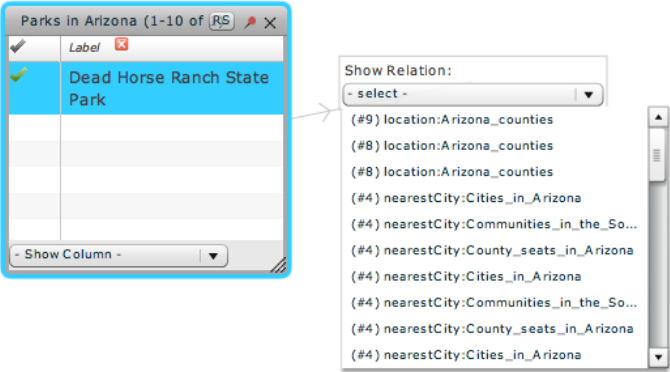 Parks in Arizona (1-10 of RS
Label
Dead Horse Ranch State
Park
- Show Column -
Show Relation:
- select -
(#9) location:Arizona_counties
(#8) location:Arizona_counties
(#8) location:Arizona_counties
(#4) nearestCity:Cities_in_Arizona
(#4) nearestCity:Communities_in_the_So...
(#4) nearestCity:County_seats_in_Arizona
(#4) nearestCity:Cities_in_Arizona
(#4) nearestCity:Communities_in_the_So...
(#4) nearestCity:County_seats_in_Arizona
(#4) nearestCity:Cities_in_Arizona